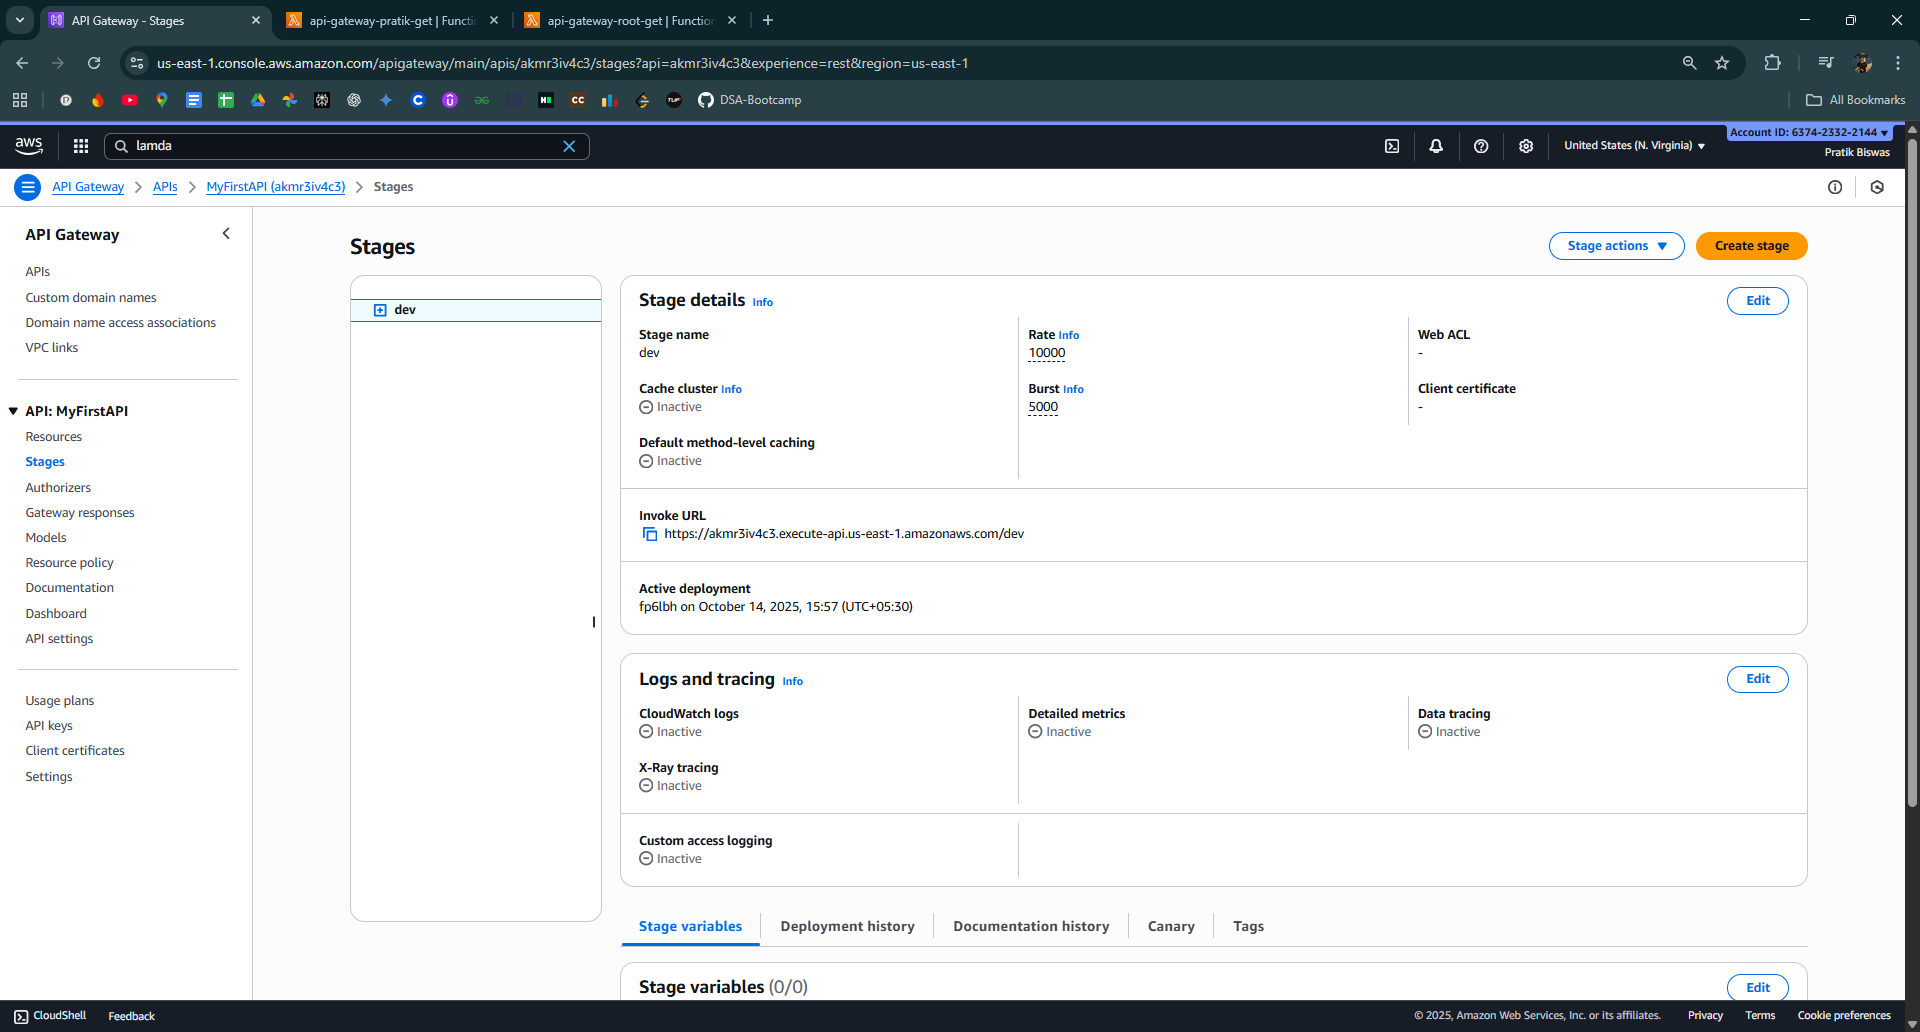 API Gateway - Stages
api-gateway-pratik-get | Functi
api-gateway-root-get | Function
us-east-1.console.aws.amazon.com/apigateway/main/apis/akmr3iv4c3/stages?api=akmr3iv4c3&experience=rest&region=us-east-1
DSA-Bootcamp
All Bookmarks
aws
lamda
United States (N. Virginia)
Account ID: 6374-2332-2144
Pratik Biswas
API Gateway > APIs > MyFirstAPI (akmr3iv4c3) > Stages
API Gateway
APIs
Custom domain names
Domain name access associations
VPC links
API: MyFirstAPI
Resources
Stages
Authorizers
Gateway responses
Models
Resource policy
Documentation
Dashboard
API settings
Usage plans
API keys
Client certificates
Settings
Stages
Stage actions
Create stage
dev
Stage details Info
Edit
Stage name
dev
Rate Info
10000
Web ACL
-
Cache cluster Info
Inactive
Burst Info
5000
Client certificate
-
Default method-level caching
Inactive
Invoke URL
https://akmr3iv4c3.execute-api.us-east-1.amazonaws.com/dev
Active deployment
fp6lbh on October 14, 2025, 15:57 (UTC+05:30)
Logs and tracing Info
Edit
CloudWatch logs
Inactive
Detailed metrics
Inactive
Data tracing
Inactive
X-Ray tracing
Inactive
Custom access logging
Inactive
Stage variables
Deployment history
Documentation history
Canary
Tags
Stage variables (0/0)
Edit
CloudShell
Feedback
© 2025, Amazon Web Services, Inc. or its affiliates.
Privacy
Terms
Cookie preferences